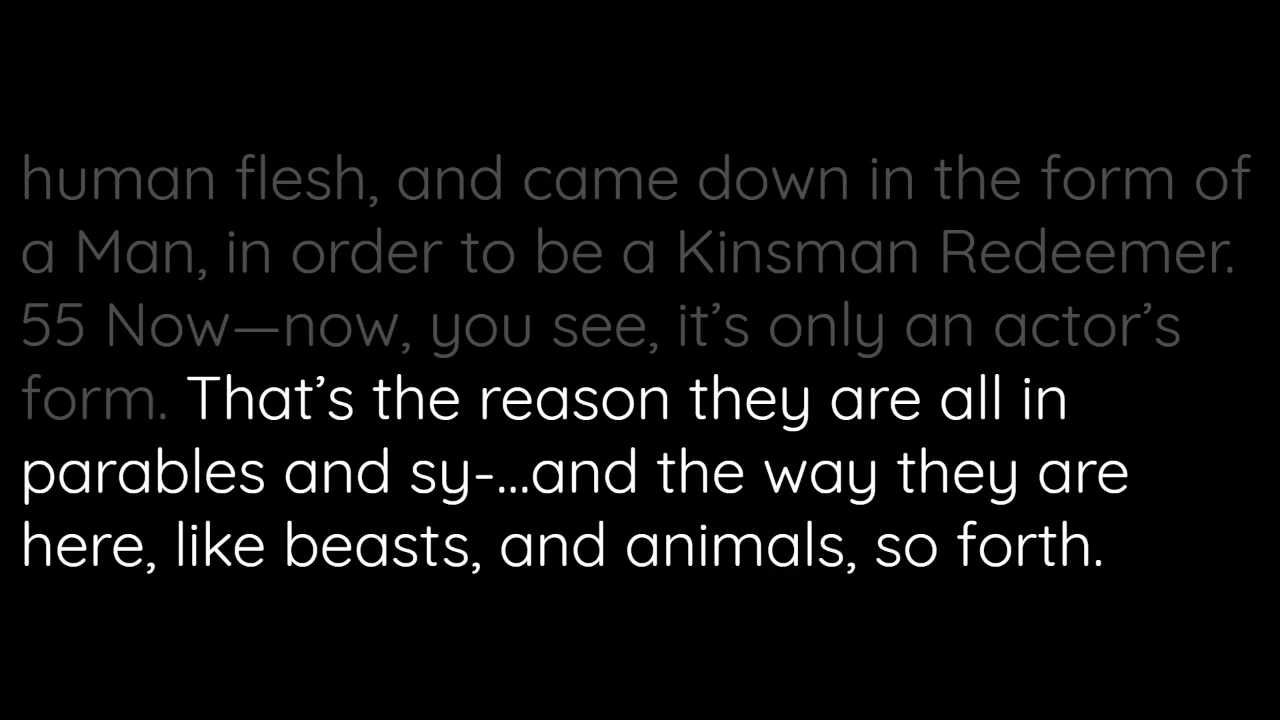 human flesh, and came down in the form of
a Man, in order to be a Kinsman Redeemer.
55 Now—now, you see, it’s only an actor’s
form. That’s the reason they are all in
parables and sy-...and the way they are
here, like beasts, and animals, so forth.